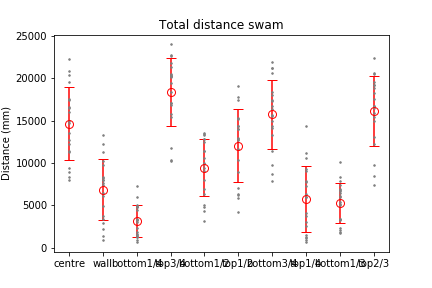 Total distance swam
Distance (mm)
25000
20000
15000
10000
5000
0
centre wall bottom1/4 top3/4 bottom1/2 top1/2 bottom3/4 top1/4 bottom1/3 top2/3